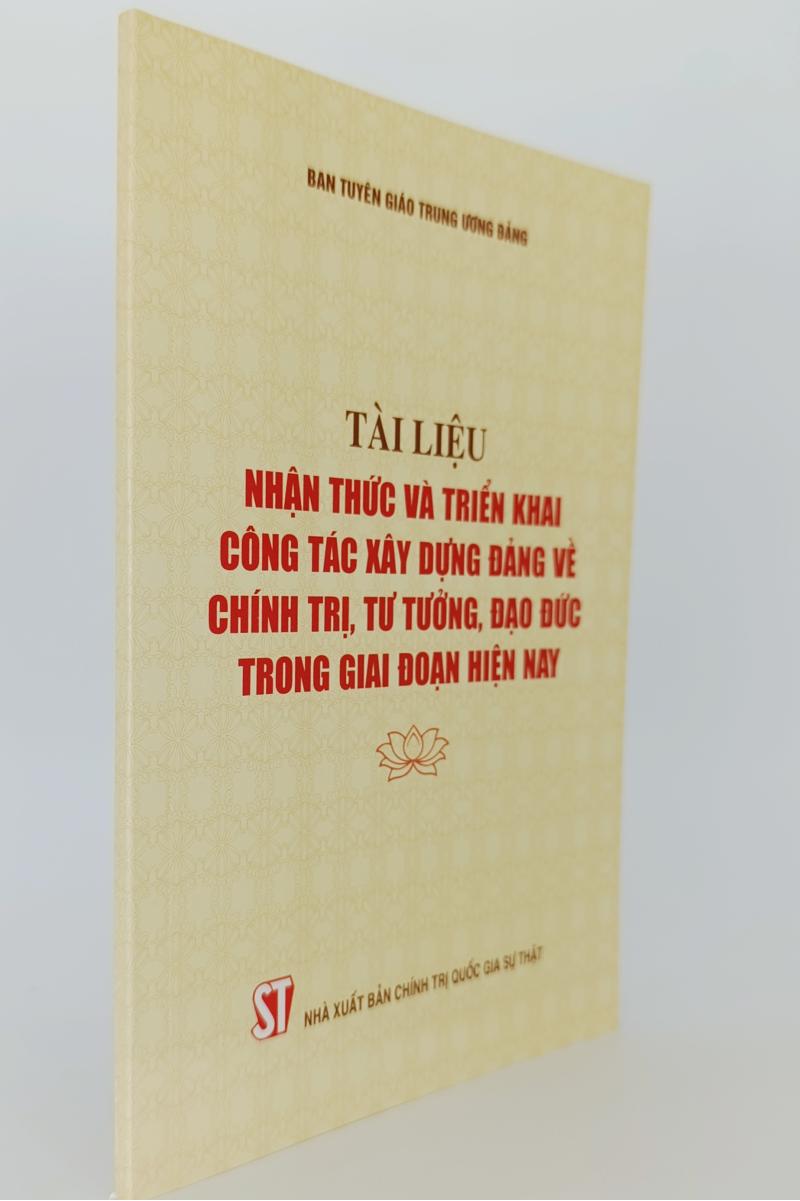 BAN TUYÊN GIÁO TRUNG ƯƠNG ĐẢNG
TÀI LIỆU
NHẬN THỨC VÀ TRIỂN KHAI
CÔNG TÁC XÂY DỰNG ĐẢNG VỀ
CHÍNH TRỊ, TƯ TƯỞNG, ĐẠO ĐỨC
TRONG GIAI ĐOẠN HIỆN NAY
ST NHÀ XUẤT BẢN CHÍNH TRỊ QUỐC GIA SỰ THẬT